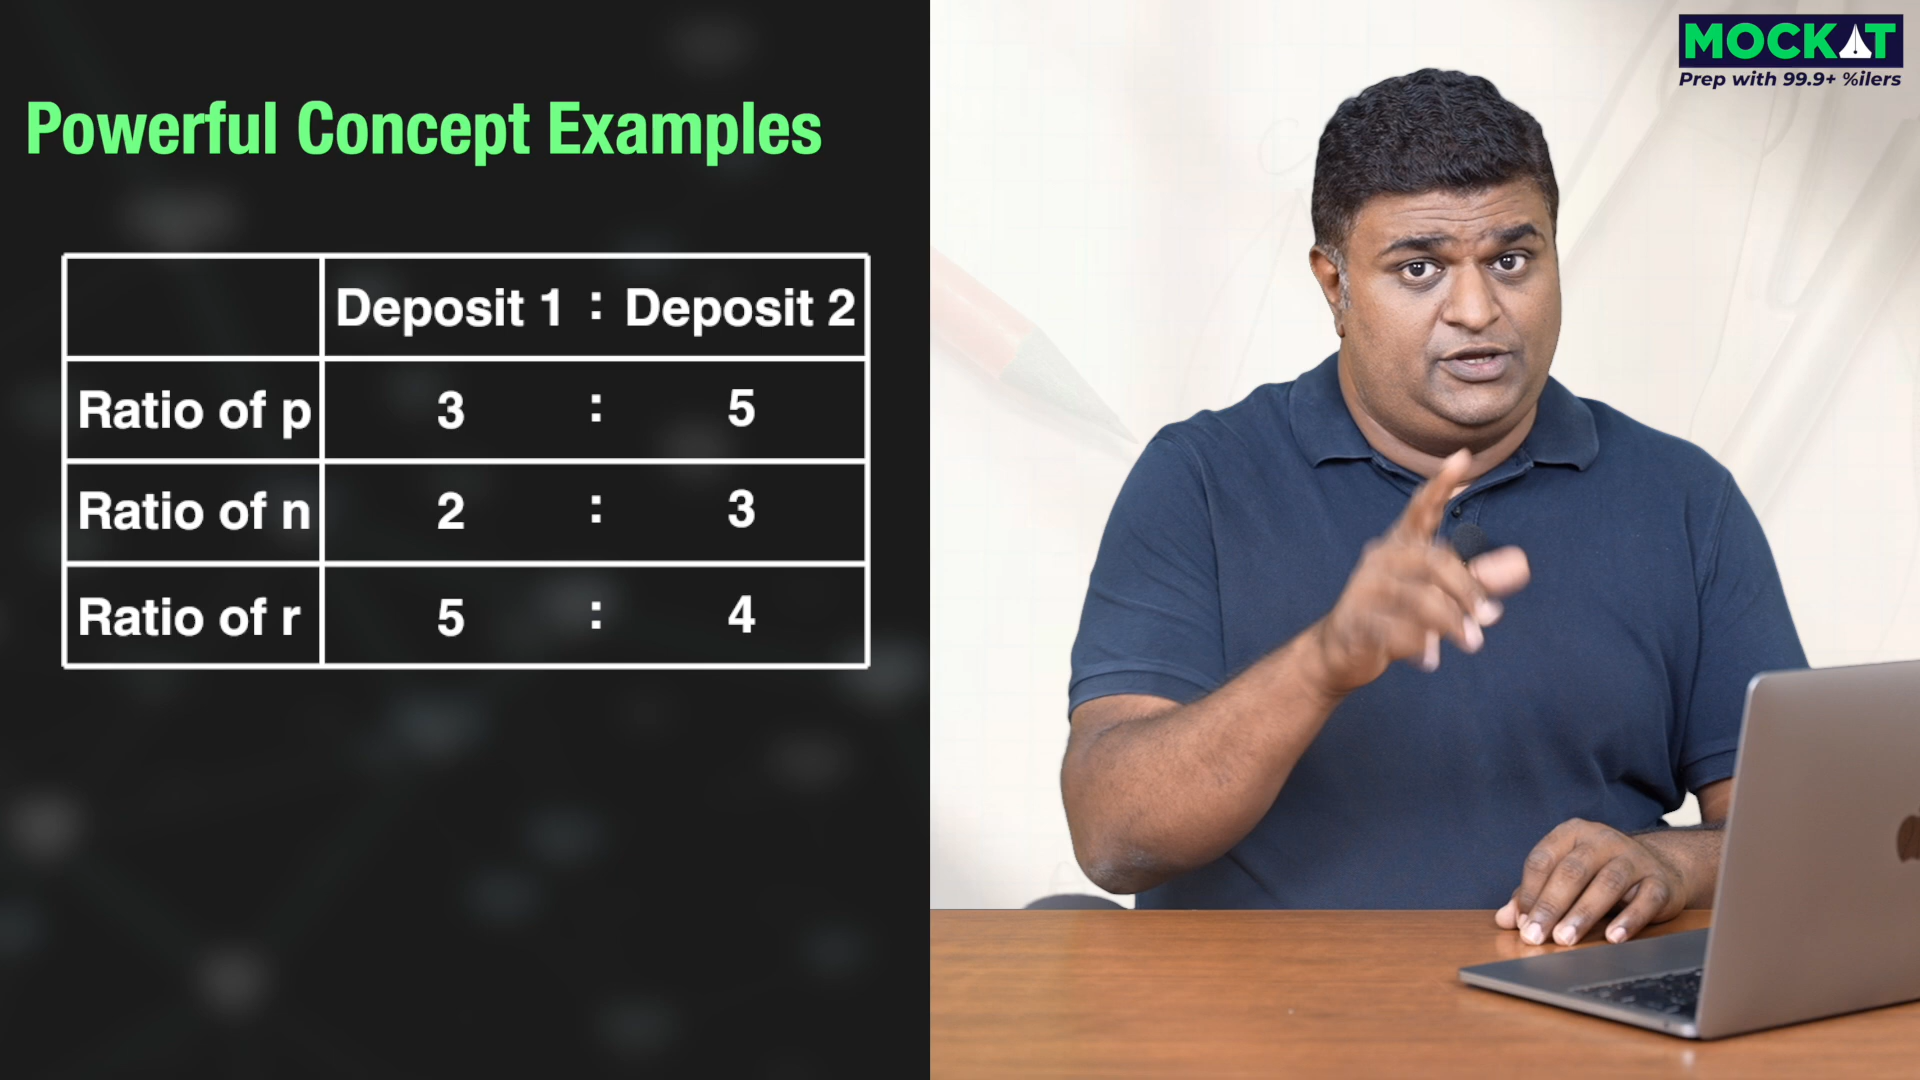 MOCKAT
Prep with 99.9+ %ilers
Powerful Concept Examples
Deposit 1 : Deposit 2
Ratio of p 3 : 5
Ratio of n 2 : 3
Ratio of r 5 : 4